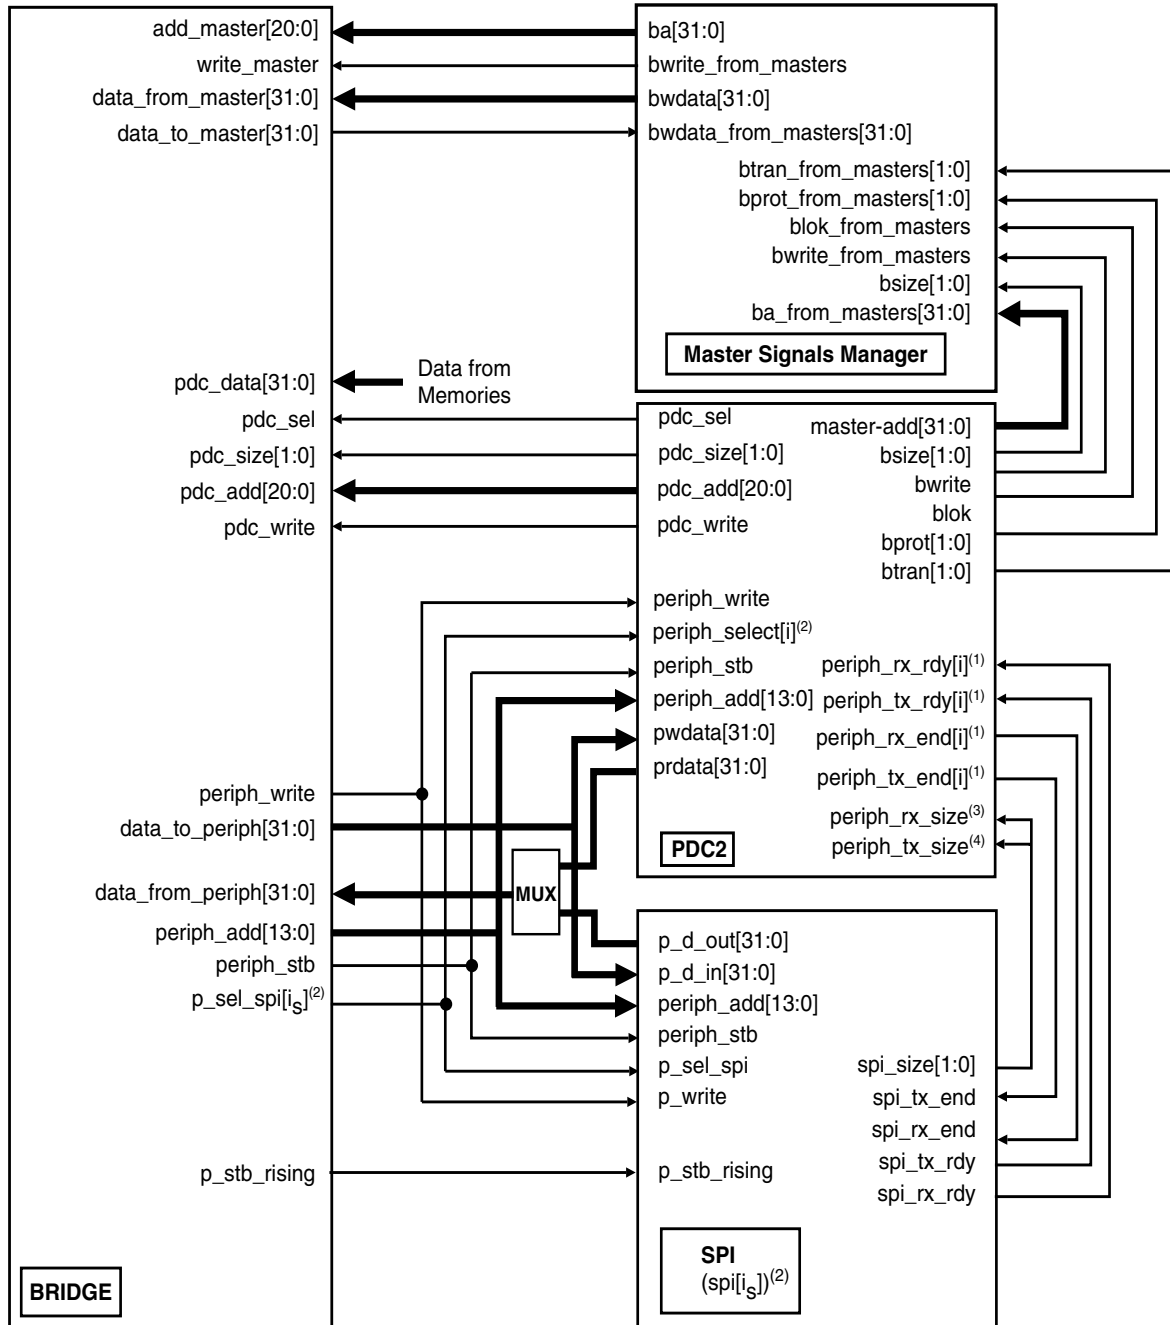 add_master[20:0]
write_master
data_from_master[31:0]
data_to_master[31:0]
pdc_data[31:0]
pdc_sel
pdc_size[1:0]
pdc_add[20:0]
pdc_write
periph_write
data_to_periph[31:0]
data_from_periph[31:0]
periph_add[13:0]
periph_stb
p_sel_spi[iS](2)
p_stb_rising
BRIDGE
Data from
Memories
MUX
ba[31:0]
bwrite_from_masters
bwdata[31:0]
bwdata_from_masters[31:0]
btran_from_masters[1:0]
bprot_from_masters[1:0]
blok_from_masters
bwrite_from_masters
bsize[1:0]
ba_from_masters[31:0]
Master Signals Manager
pdc_sel
pdc_size[1:0]
pdc_add[20:0]
pdc_write
periph_write
periph_select[i](2)
periph_stb
periph_add[13:0]
pwdata[31:0]
prdata[31:0]
master-add[31:0]
bsize[1:0]
bwrite
blok
bprot[1:0]
btran[1:0]
periph_rx_rdy[i](1)
periph_tx_rdy[i](1)
periph_rx_end[i](1)
periph_tx_end[i](1)
periph_rx_size(3)
periph_tx_size(4)
PDC2
p_d_out[31:0]
p_d_in[31:0]
periph_add[13:0]
periph_stb
p_sel_spi
p_write
p_stb_rising
spi_size[1:0]
spi_tx_end
spi_rx_end
spi_tx_rdy
spi_rx_rdy
SPI
(spi[iS])(2)